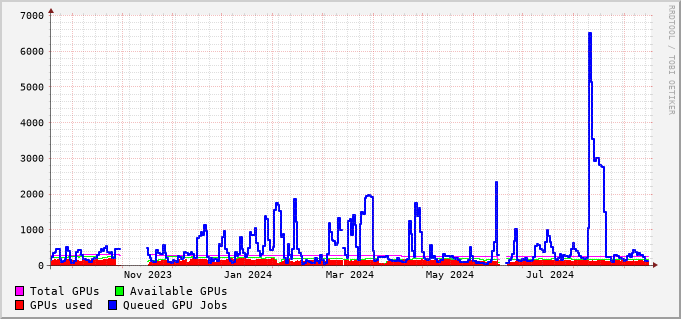 7000
6000
5000
4000
3000
2000
1000
0
Nov 2023 Jan 2024 Mar 2024 May 2024 Jul 2024
Total GPUs Available GPUs
GPUs used Queued GPU Jobs
RRDTOOL / TOBI OETIKER